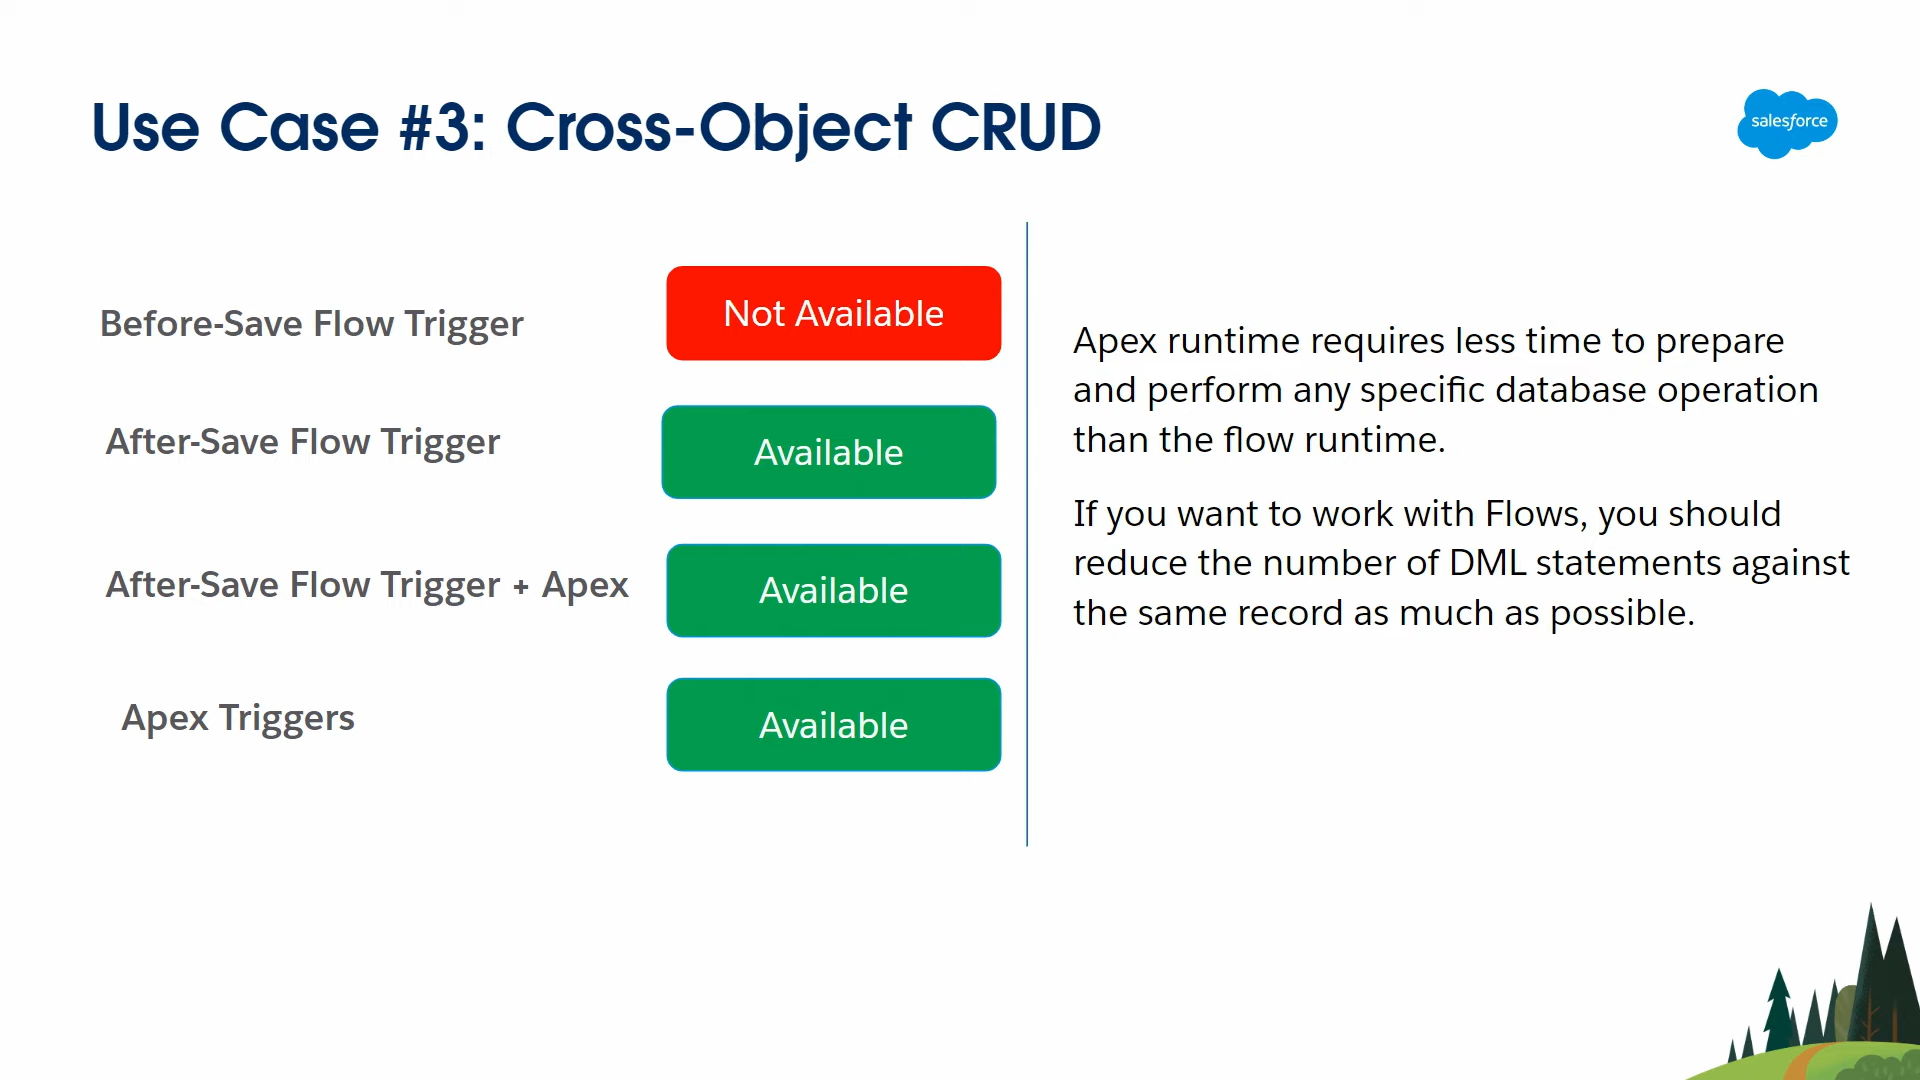 Use Case #3: Cross-Object CRUD
salesforce
Before-Save Flow Trigger
Not Available
After-Save Flow Trigger
Available
After-Save Flow Trigger + Apex
Available
Apex Triggers
Available
Apex runtime requires less time to prepare
and perform any specific database operation
than the flow runtime.
If you want to work with Flows, you should
reduce the number of DML statements against
the same record as much as possible.